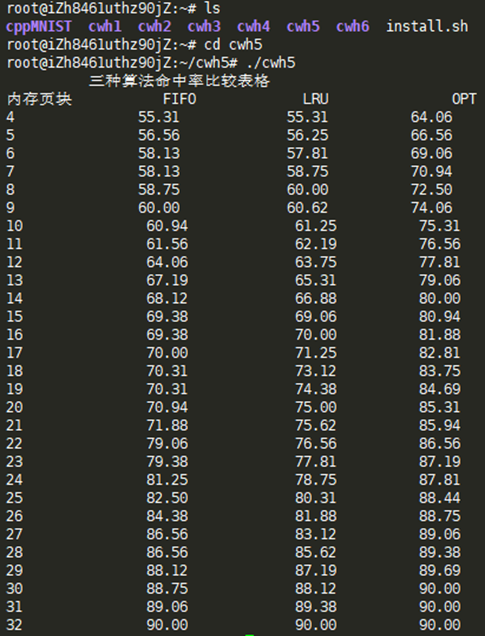 root@iZh8461uthz90jZ:~# ls
cppMNIST cwh1 cwh2 cwh3 cwh4 cwh5 cwh6 install.sh
root@iZh8461uthz90jZ:~# cd cwh5
root@iZh8461uthz90jZ:~/cwh5# ./cwh5
三种算法命中率比较表格
内存页块 FIFO LRU OPT
4 55.31 55.31 64.06
5 56.56 56.25 66.56
6 58.13 57.81 69.06
7 58.13 58.75 70.94
8 58.75 60.00 72.50
9 60.00 60.62 74.06
10 60.94 61.25 75.31
11 61.56 62.19 76.56
12 64.06 63.75 77.81
13 67.19 65.31 79.06
14 68.12 66.88 80.00
15 69.38 69.06 80.94
16 69.38 70.00 81.88
17 70.00 71.25 82.81
18 70.31 73.12 83.75
19 70.31 74.38 84.69
20 70.94 75.00 85.31
21 71.88 75.62 85.94
22 79.06 76.56 86.56
23 79.38 77.81 87.19
24 81.25 78.75 87.81
25 82.50 80.31 88.44
26 84.38 81.88 88.75
27 86.56 83.12 89.06
28 86.56 85.62 89.38
29 88.12 87.19 89.69
30 88.75 88.12 90.00
31 89.06 89.38 90.00
32 90.00 90.00 90.00